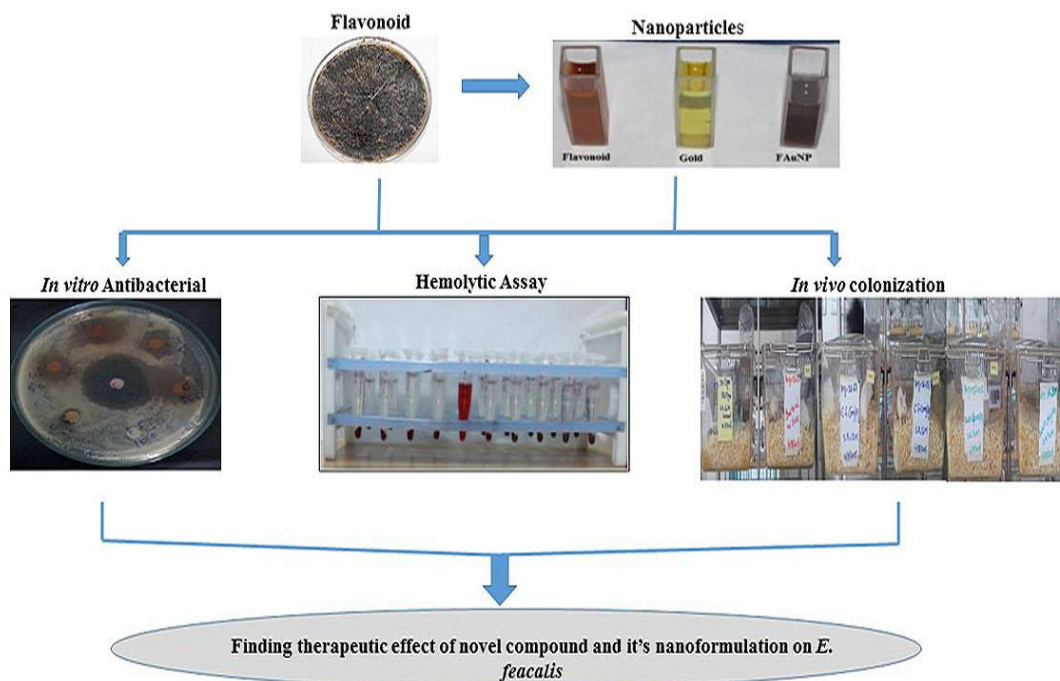 Flavonoid
Nanoparticles
Flavonoid
Gold
FAuNP
In vitro Antibacterial
Hemolytic Assay
In vivo colonization
Finding therapeutic effect of novel compound and it's nanoformulation on E.
feacalis